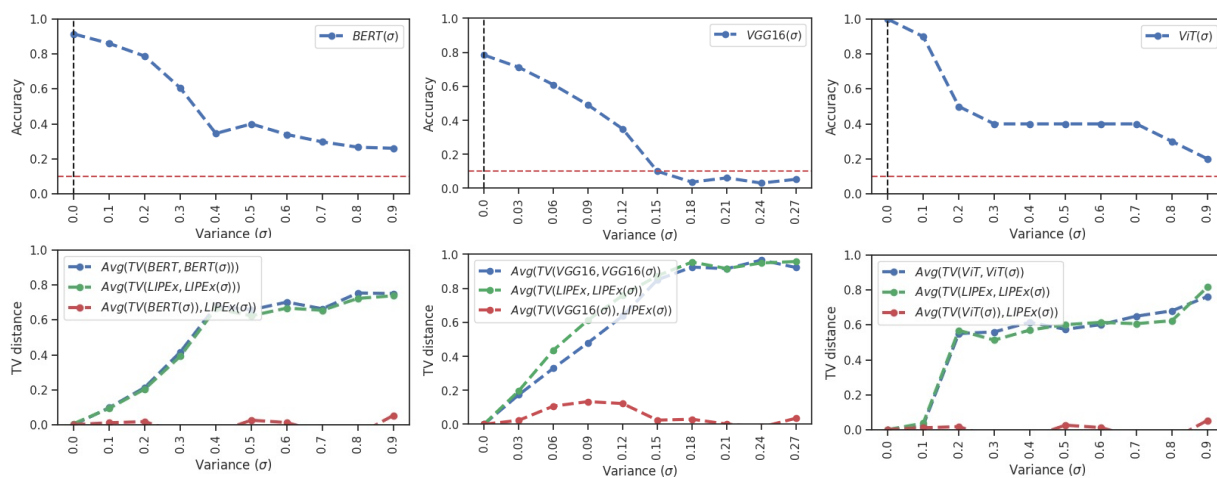 1.0
0.8
0.6
0.4
0.2
0.0
Accuracy
BERT(σ)
0.0 0.1 0.2 0.3 0.4 0.5 0.6 0.7 0.8 0.9
Variance (σ)
1.0
0.8
0.6
0.4
0.2
0.0
Accuracy
VGG16(σ)
0.0 0.03 0.06 0.09 0.12 0.15 0.18 0.21 0.24 0.27
Variance (σ)
1.0
0.8
0.6
0.4
0.2
0.0
Accuracy
ViT(σ)
0.0 0.1 0.2 0.3 0.4 0.5 0.6 0.7 0.8 0.9
Variance (σ)
1.0
0.8
0.6
0.4
0.2
0.0
TV distance
Avg(TV(BERT, BERT(σ)))
Avg(TV(LIPEx, LIPEx(σ)))
Avg(TV(BERT(σ)), LIPEx(σ))
0.0 0.1 0.2 0.3 0.4 0.5 0.6 0.7 0.8 0.9
Variance (σ)
1.0
0.8
0.6
0.4
0.2
0.0
TV distance
Avg(TV(VGG16, VGG16(σ))
Avg(TV(LIPEx, LIPEx(σ))
Avg(TV(VGG16(σ)), LIPEx(σ)
0.0 0.03 0.06 0.09 0.12 0.15 0.18 0.21 0.24 0.27
Variance (σ)
1.0
0.8
0.6
0.4
0.2
0.0
TV distance
Avg(TV(ViT, ViT(σ))
Avg(TV(LIPEx, LIPEx(σ))
Avg(TV(ViT(σ)), LIPEx(σ)
0.0 0.1 0.2 0.3 0.4 0.5 0.6 0.7 0.8 0.9
Variance (σ)